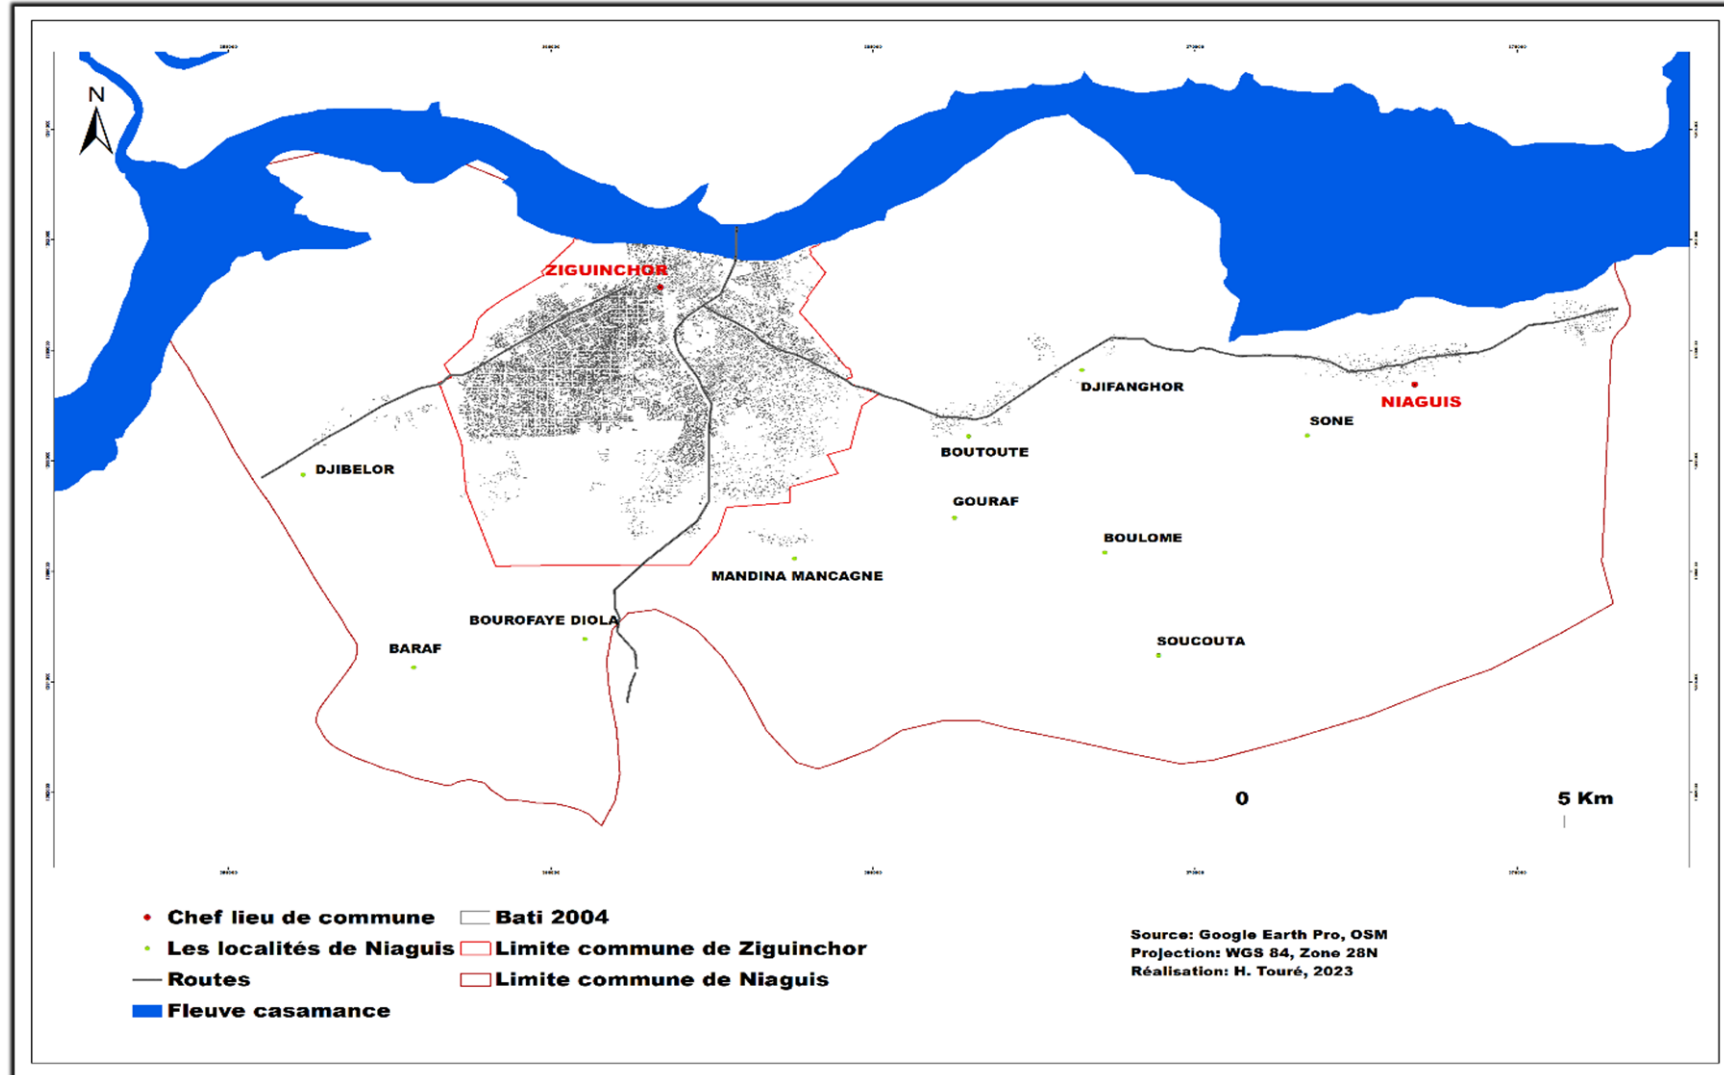 N
ZIGUINCHOR
DJIFANGHOR
NIAGUIS
SONE
BOUTOUTE
DJIBELOR
GOURAF
BOULOME
MANDINA MANCAGNE
BOUROFAYE DIOLA
BARAF
SOUCOUTA
0 5 Km
Chef lieu de commune
Les localités de Niaguis
Routes
Fleuve casamance
Bati 2004
Limite commune de Ziguinchor
Limite commune de Niaguis
Source: Google Earth Pro, OSM
Projection: WGS 84, Zone 28N
Réalisation: H. Touré, 2023